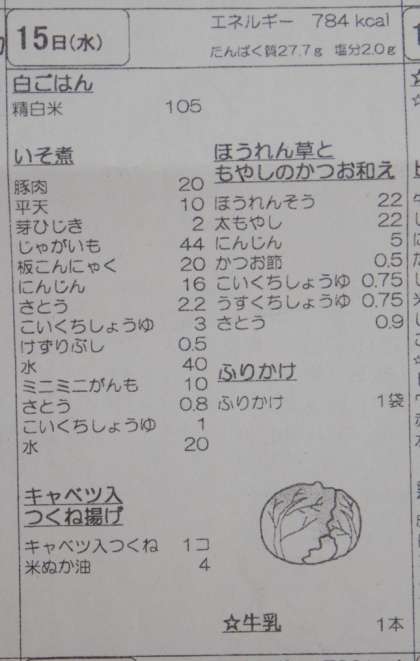 15日(水)
エネルギー 784 kcal
たんぱく質27.7g 塩分2.0g
白ごはん
精白米 105
いそ煮
豚肉 20
平天 10
芽ひじき 2
じゃがいも 44
板こんにゃく 20
にんじん 16
さとう 2.2
こいくちしょうゆ 3
けずりぶし 0.5
水 40
ミニミニがんも 10
さとう 0.8
こいくちしょうゆ 1
水 20
キャベツ入
つくね揚げ
キャベツ入つくね 1コ
米ぬか油 4
ほうれん草と
もやしのかつお和え
ほうれんそう 22
太もやし 22
にんじん 5
かつお節 0.5
こいくちしょうゆ 0.75
うすくちしょうゆ 0.75
さとう 0.9
ふりかけ
ふりかけ 1袋
☆牛乳 1本